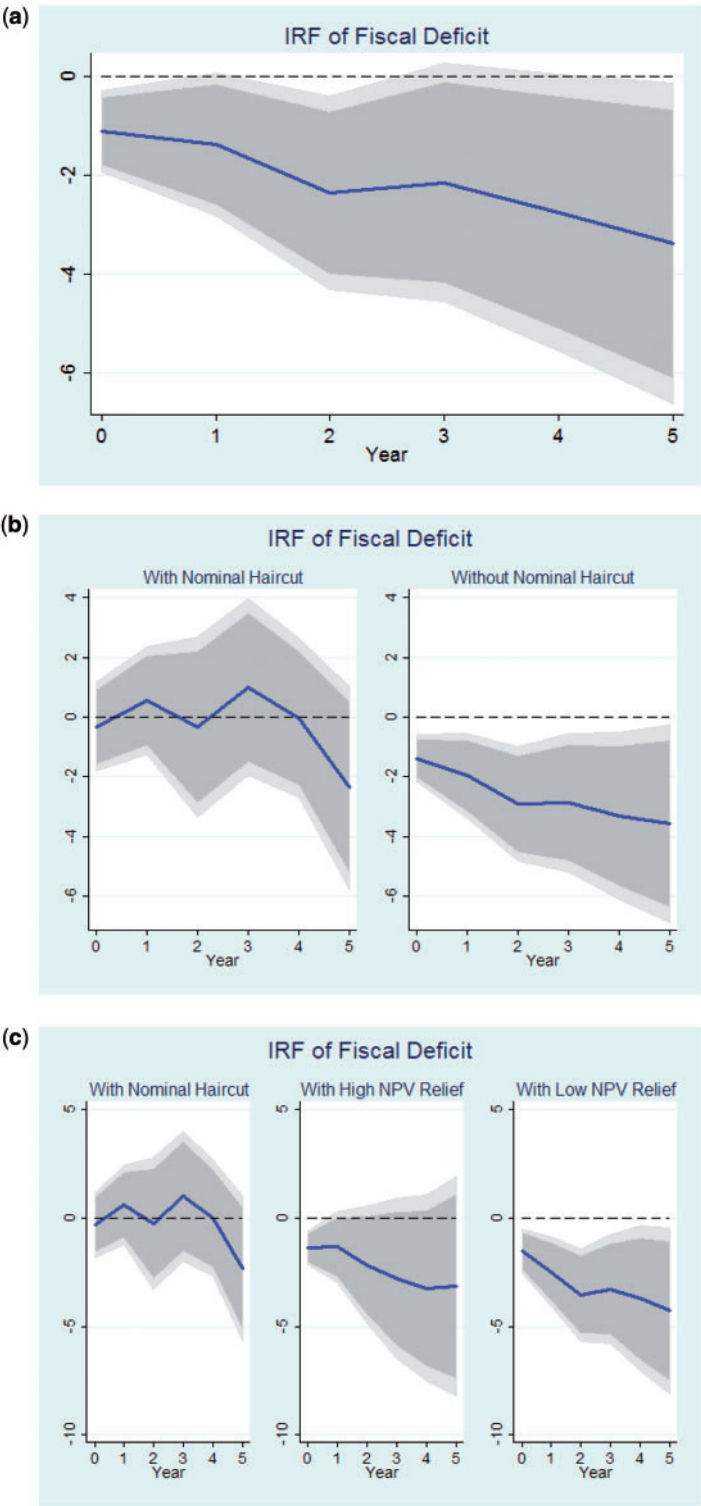 (a)
IRF of Fiscal Deficit
0
-2
-4
-6
0 1 2 3 4 5
Year
(b)
IRF of Fiscal Deficit
With Nominal Haircut
Without Nominal Haircut
4
2
0
-2
-4
-6
0 1 2 3 4 5
Year
4
2
0
-2
-4
-6
0 1 2 3 4 5
Year
(c)
IRF of Fiscal Deficit
With Nominal Haircut
With High NPV Relief
With Low NPV Relief
5
0
-5
-10
0 1 2 3 4 5
Year
5
0
-5
-10
0 1 2 3 4 5
Year
5
0
-5
-10
0 1 2 3 4 5
Year